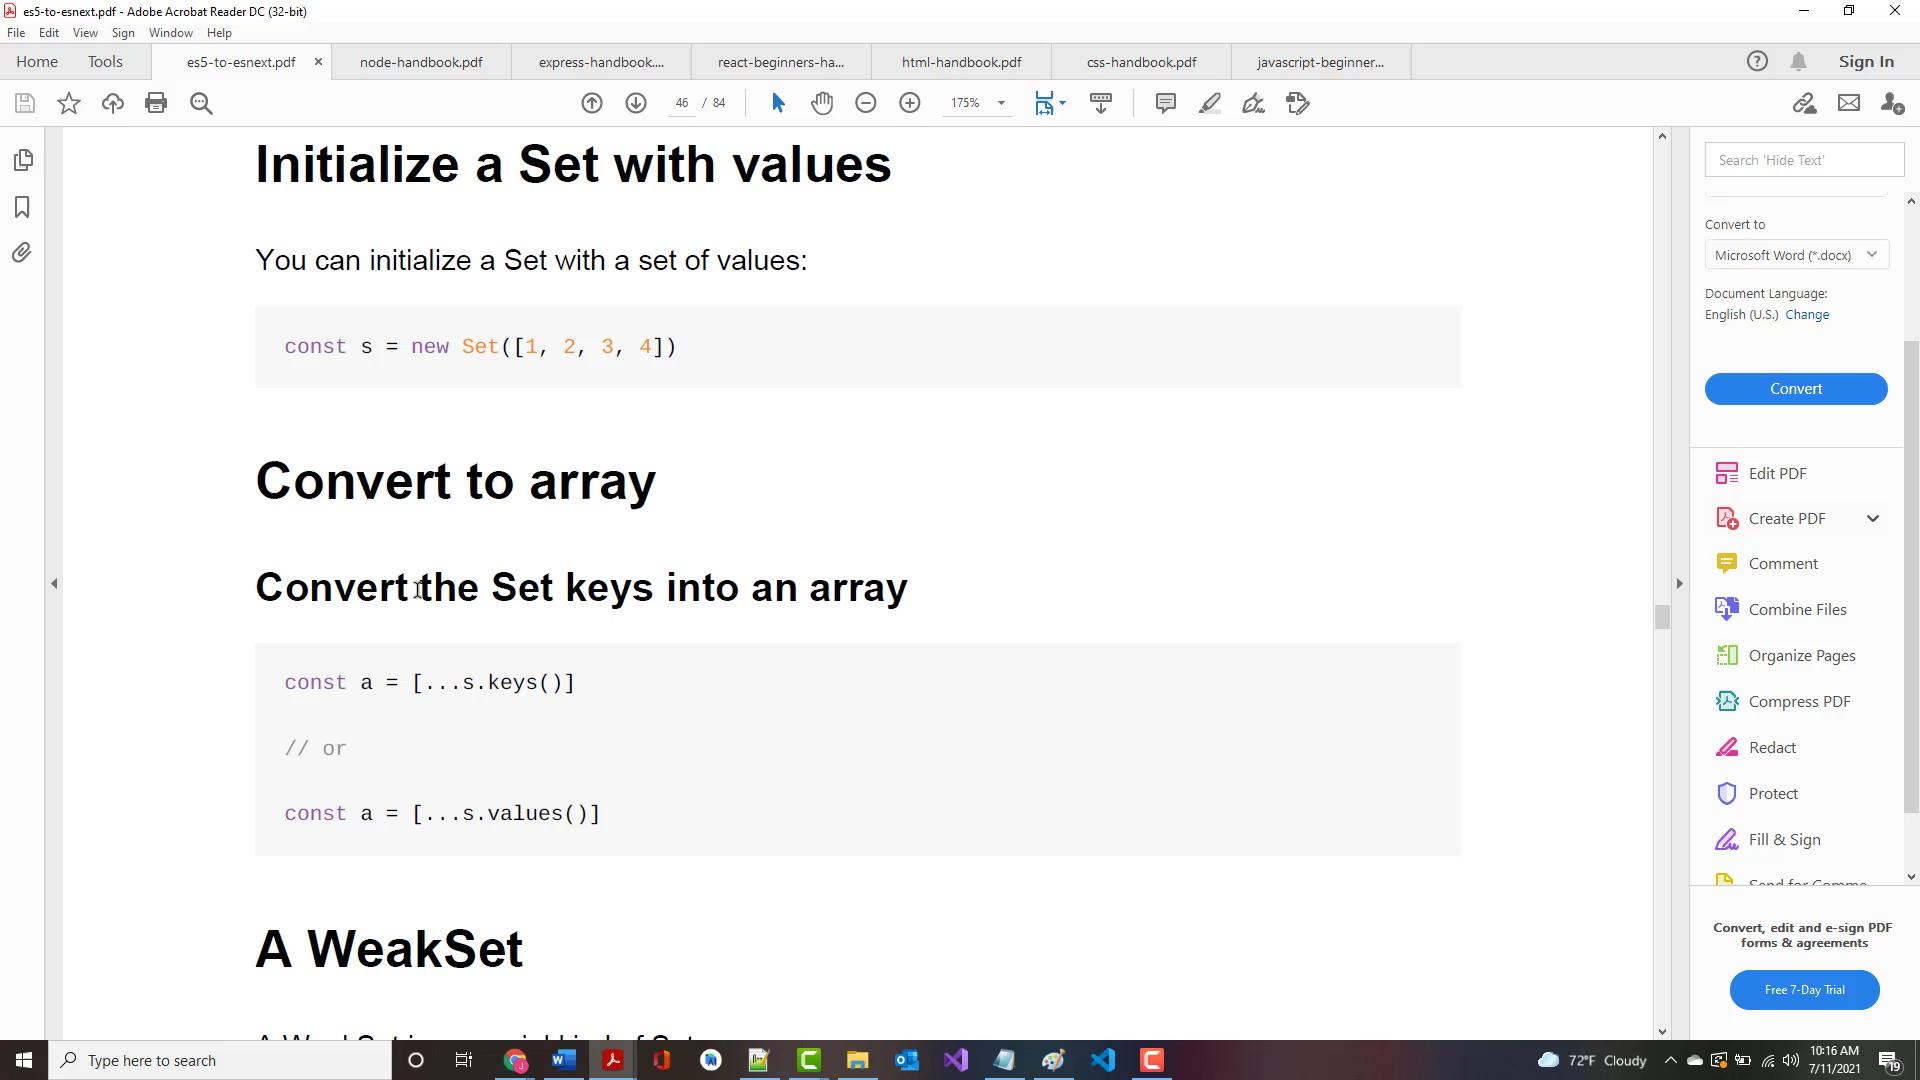 es5-to-esnext.pdf - Adobe Acrobat Reader DC (32-bit)
File Edit View Sign Window Help
Home Tools es5-to-esnext.pdf × node-handbook.pdf express-handbook.... react-beginners-ha... html-handbook.pdf css-handbook.pdf javascript-beginner... Sign In
46 / 84 175%
Initialize a Set with values
You can initialize a Set with a set of values:
const s = new Set([1, 2, 3, 4])
Convert to array
Convert the Set keys into an array
const a = [...s.keys()]
// or
const a = [...s.values()]
A WeakSet
Search 'Hide Text'
Convert to
Microsoft Word (*.docx)
Document Language:
English (U.S.) Change
Convert
Edit PDF
Create PDF
Comment
Combine Files
Organize Pages
Compress PDF
Redact
Protect
Fill & Sign
Convert, edit and e-sign PDF
forms & agreements
Free 7-Day Trial
Type here to search
72°F Cloudy
10:16 AM
7/11/2021
19